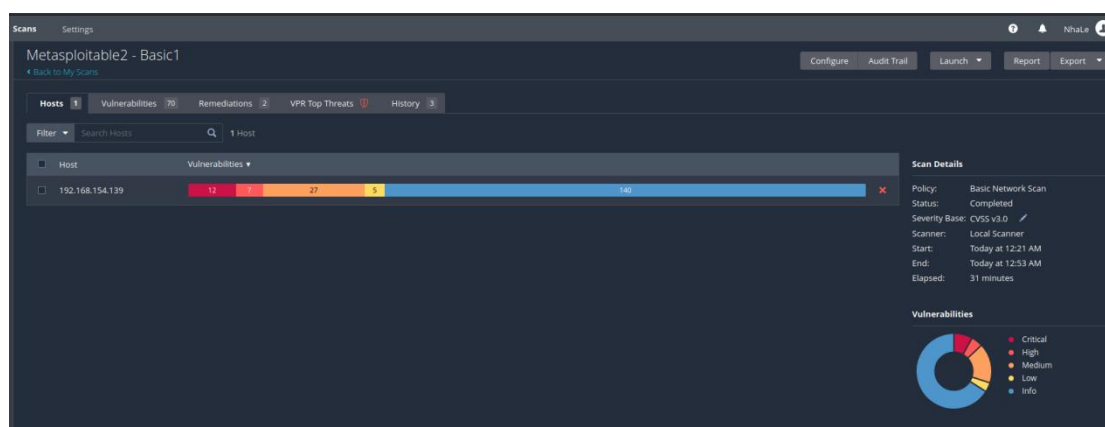 Scans Settings NhaLe
Metasploitable2 - Basic1
Back to My Scans
Configure Audit Trail Launch Report Export
Hosts 1 Vulnerabilities 70 Remediations 2 VPR Top Threats History 3
Filter Search Hosts 1 Host
Host Vulnerabilities
192.168.154.139 12 7 27 5 140
Scan Details
Policy: Basic Network Scan
Status: Completed
Severity Base: CVSS v3.0
Scanner: Local Scanner
Start: Today at 12:21 AM
End: Today at 12:53 AM
Elapsed: 31 minutes
Vulnerabilities
Critical
High
Medium
Low
Info